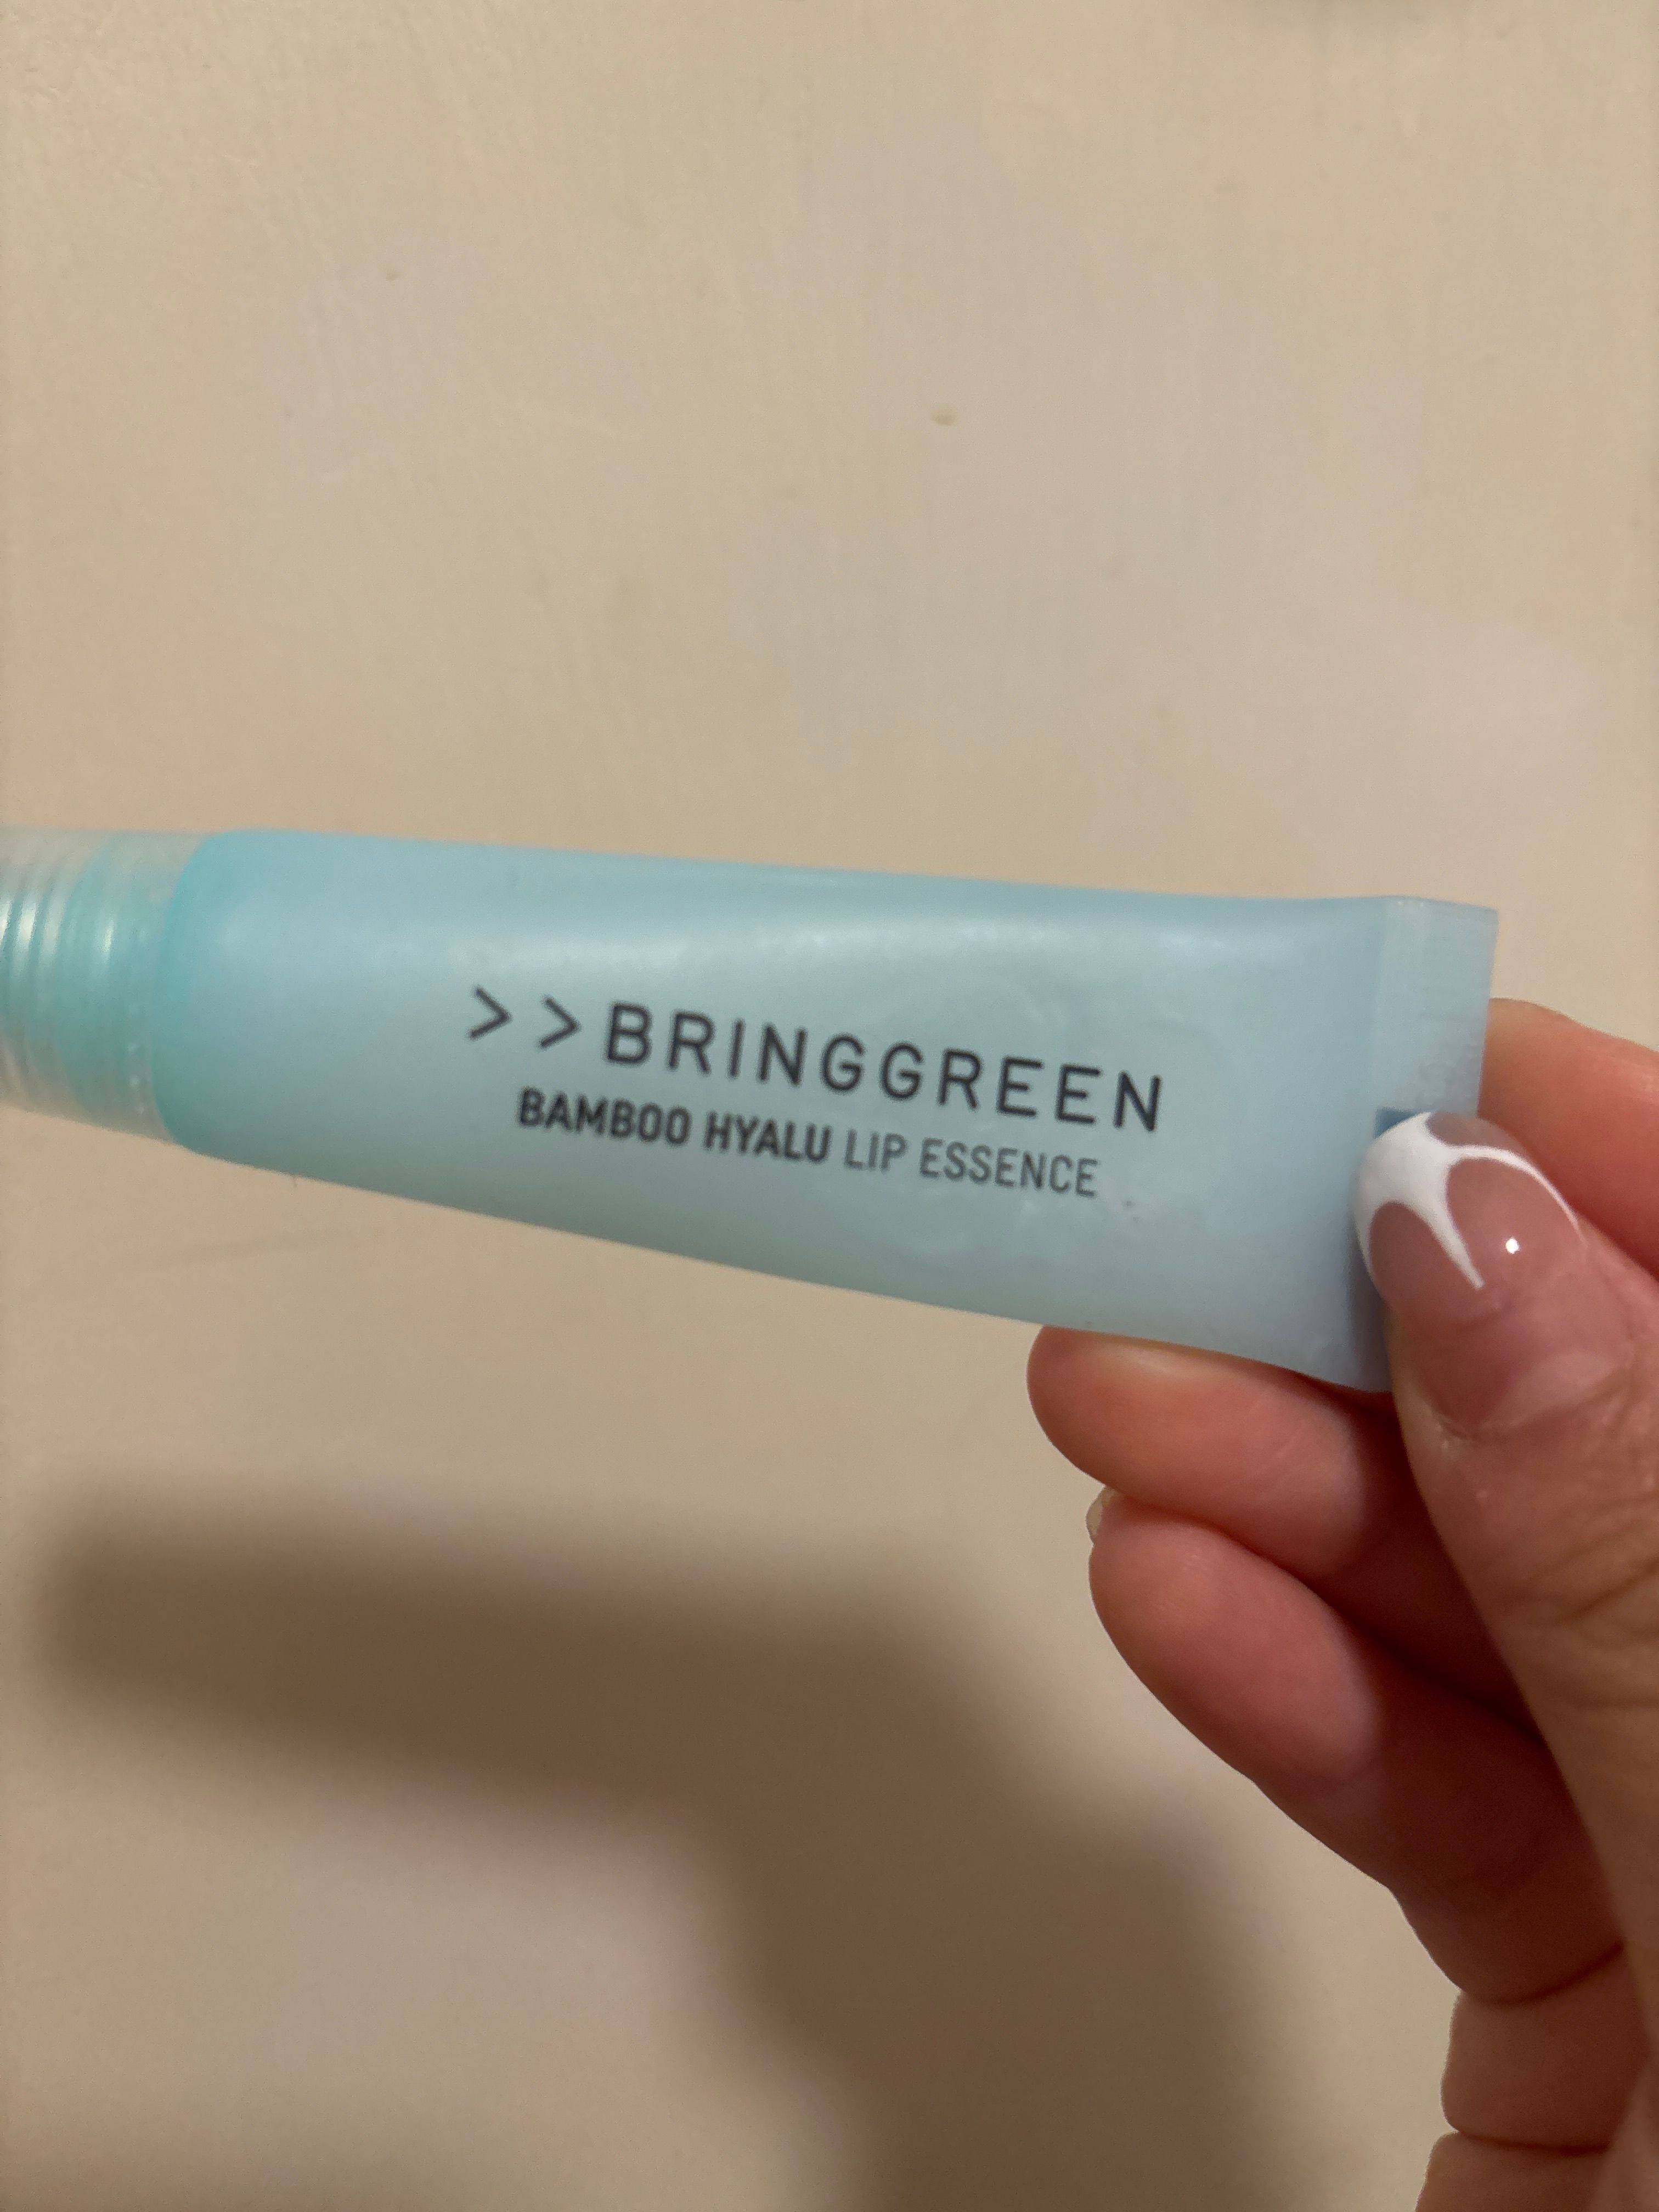 >>BRINGGREEN
BAMBOO HYALU LIP ESSENCE